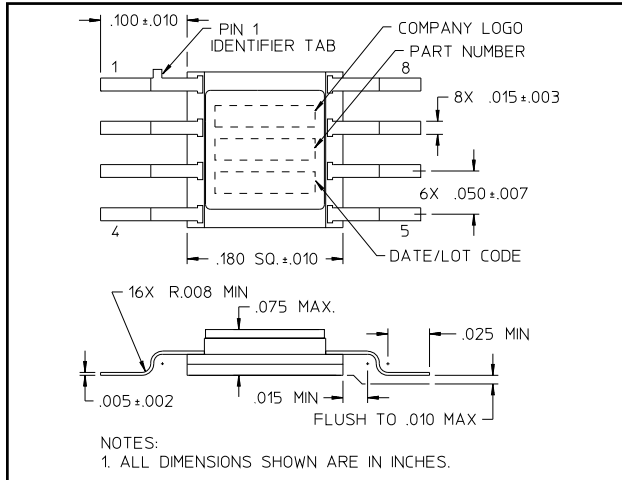 .100±.010
PIN 1
IDENTIFIER TAB
COMPANY LOGO
PART NUMBER
1
8
8X .015±.003
6X .050±.007
4
5
.180 SQ.±.010
DATE/LOT CODE
16X R.008 MIN
.075 MAX.
.025 MIN
.005±.002
.015 MIN
FLUSH TO .010 MAX
NOTES:
1. ALL DIMENSIONS SHOWN ARE IN INCHES.